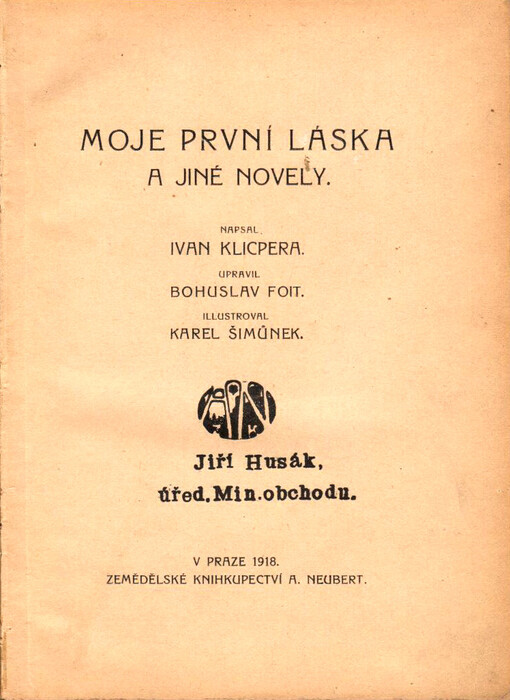 MOJE PRVNÍ LÁSKA
A JINÉ NOVELY.
NAPSAL
IVAN KLICPERA.
UPRAVIL
BOHUSLAV FOIT.
ILLUSTROVAL
KAREL ŠIMŮNEK.
Jiří Husák,
úřed.Min.obchodu.
V PRAZE 1918.
ZEMĚDĚLSKÉ KNIHKUPECTVÍ A. NEUBERT.